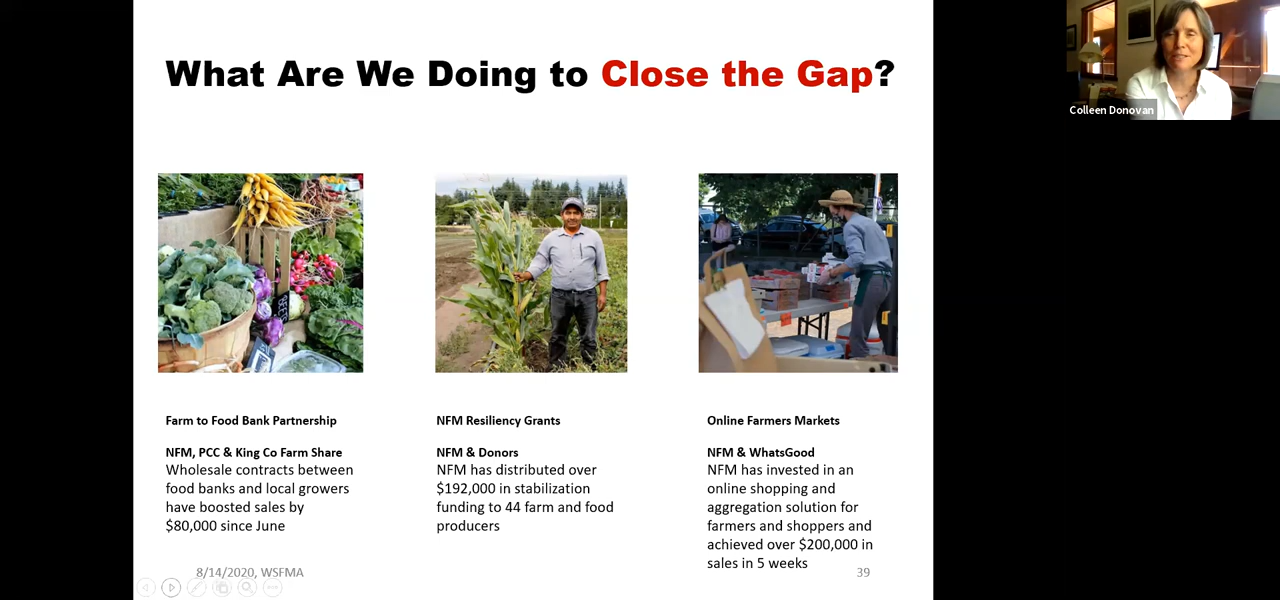 What Are We Doing to Close the Gap?
Colleen Donovan
Farm to Food Bank Partnership
NFM, PCC & King Co Farm Share
Wholesale contracts between
food banks and local growers
have boosted sales by
$80,000 since June
NFM Resiliency Grants
NFM & Donors
NFM has distributed over
$192,000 in stabilization
funding to 44 farm and food
producers
Online Farmers Markets
NFM & WhatsGood
NFM has invested in an
online shopping and
aggregation solution for
farmers and shoppers and
achieved over $200,000 in
sales in 5 weeks
8/14/2020, WSFMA
39